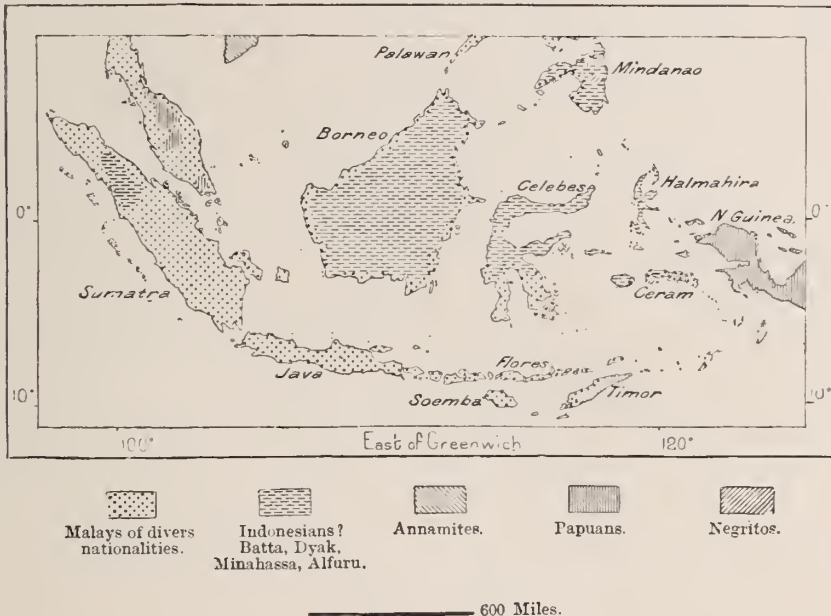 Palawan
Mindanao
Borneo
Celebes
Halmahira
N Guinea.
0°
0°
Sumatra
Ceram
Java
Flores
Soemba
Timor
10°
10°
100°
East of Greenwich
120°
Malays of divers
nationalities.
Indonesians?
Batta, Dyak,
Minahassa, Alfuru.
Annamites.
Papuans.
Negritos.
600 Miles.